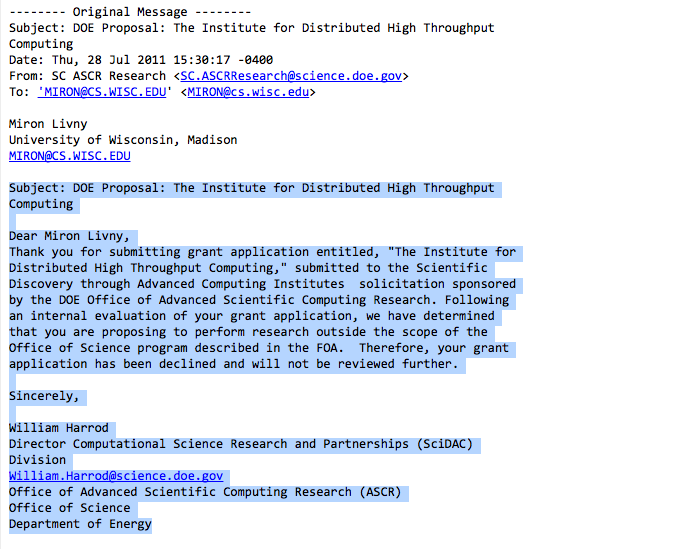 -------- Original Message --------
Subject: DOE Proposal: The Institute for Distributed High Throughput
Computing
Date: Thu, 28 Jul 2011 15:30:17 -0400
From: SC ASCR Research <SC.ASCRResearch@science.doe.gov>
To: 'MIRON@CS.WISC.EDU' <MIRON@cs.wisc.edu>
Miron Livny
University of Wisconsin, Madison
MIRON@CS.WISC.EDU
Subject: DOE Proposal: The Institute for Distributed High Throughput
Computing
Dear Miron Livny,
Thank you for submitting grant application entitled, "The Institute for
Distributed High Throughput Computing," submitted to the Scientific
Discovery through Advanced Computing Institutes  solicitation sponsored
by the DOE Office of Advanced Scientific Computing Research. Following
an internal evaluation of your grant application, we have determined
that you are proposing to perform research outside the scope of the
Office of Science program described in the FOA.  Therefore, your grant
application has been declined and will not be reviewed further.
Sincerely,
William Harrod
Director Computational Science Research and Partnerships (SciDAC)
Division
William.Harrod@science.doe.gov
Office of Advanced Scientific Computing Research (ASCR)
Office of Science
Department of Energy